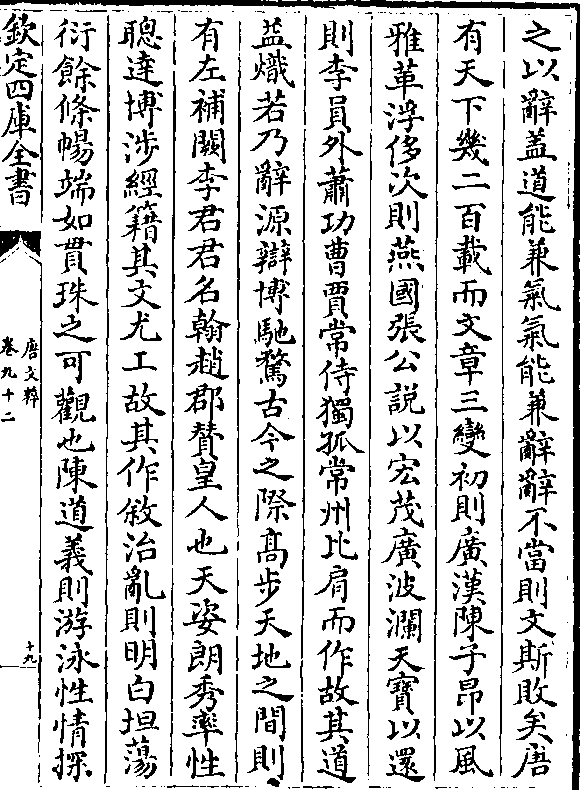 之以辭蓋道能兼氣氣能兼辭辭不當則文斯敗矣唐
有天下幾二百載而文章三變初則廣漢陳子昂以風
雅革浮侈次則燕國張公說以宏茂廣波瀾天寶以還
則李員外蕭功曹賈常侍獨孤常州比肩而作故其道
益熾若乃辭源辯博馳騖古今之際髙步天地之間則
有左補闕李君君名翰趙郡賛皇人也天姿朗秀率性
聰達博涉經籍其文尤工故其作敘治亂則明白坦蕩
衍餘條暢端如貫珠之可觀也陳道義則游泳性情探
欽定四庫全書
唐文粹
卷九十二
十九